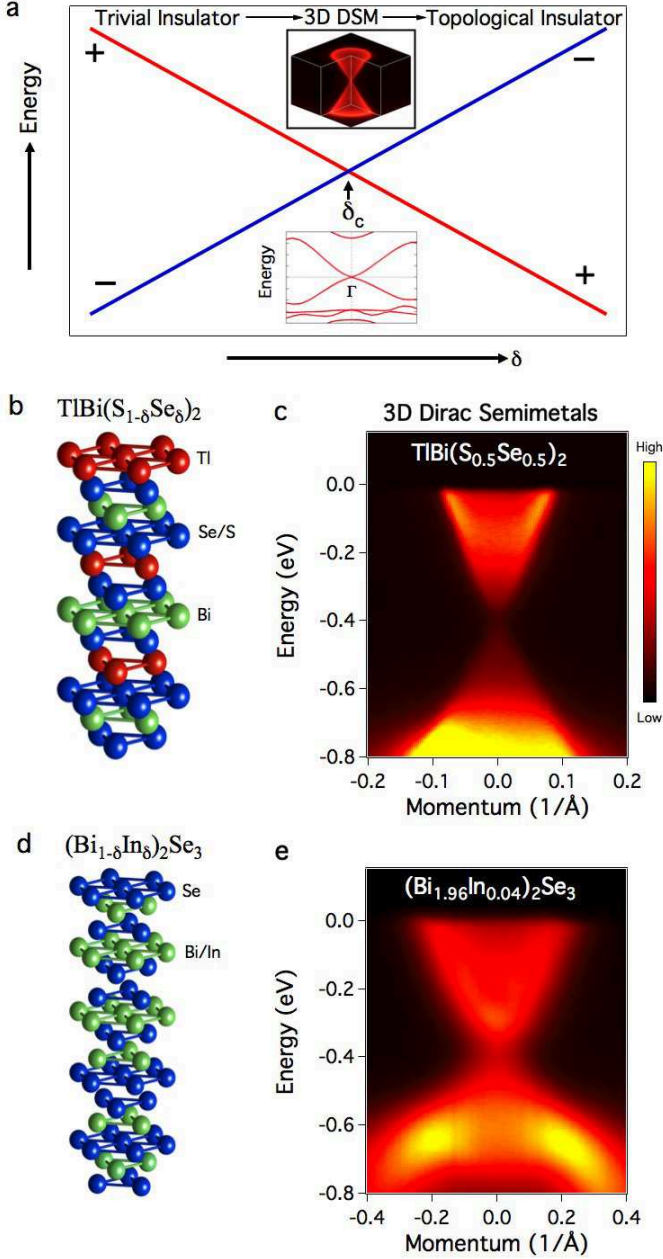 a
Trivial Insulator → 3D DSM → Topological Insulator
+
−
Energy
δc
Energy
Γ
−
+
δ
b
TlBi(S1-δSeδ)2
Tl
Se/S
Bi
c
3D Dirac Semimetals
TlBi(S0.5Se0.5)2
High
Low
Energy (eV)
0.0
-0.2
-0.4
-0.6
-0.8
-0.2 -0.1 0.0 0.1 0.2
Momentum (1/Å)
d
(Bi1-δInδ)2Se3
Se
Bi/In
e
(Bi1.96In0.04)2Se3
Energy (eV)
0.0
-0.2
-0.4
-0.6
-0.8
-0.4 -0.2 0.0 0.2 0.4
Momentum (1/Å)